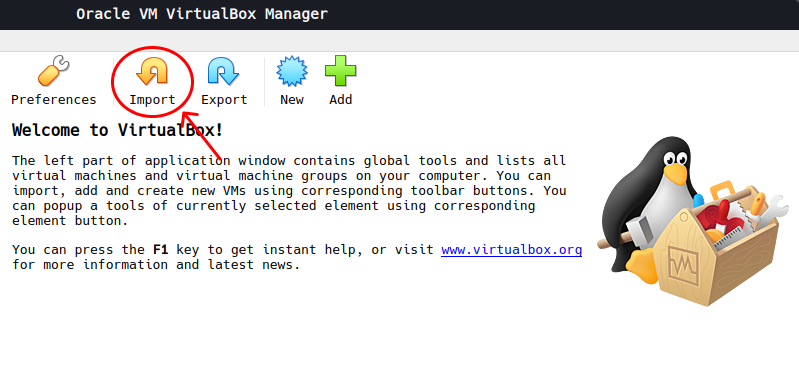 Oracle VM VirtualBox Manager
Preferences Import Export New Add
Welcome to VirtualBox!
The left part of application window contains global tools and lists all
virtual machines and virtual machine groups on your computer. You can
import, add and create new VMs using corresponding toolbar buttons. You
can popup a tools of currently selected element using corresponding
element button.
You can press the F1 key to get instant help, or visit www.virtualbox.org
for more information and latest news.
VM